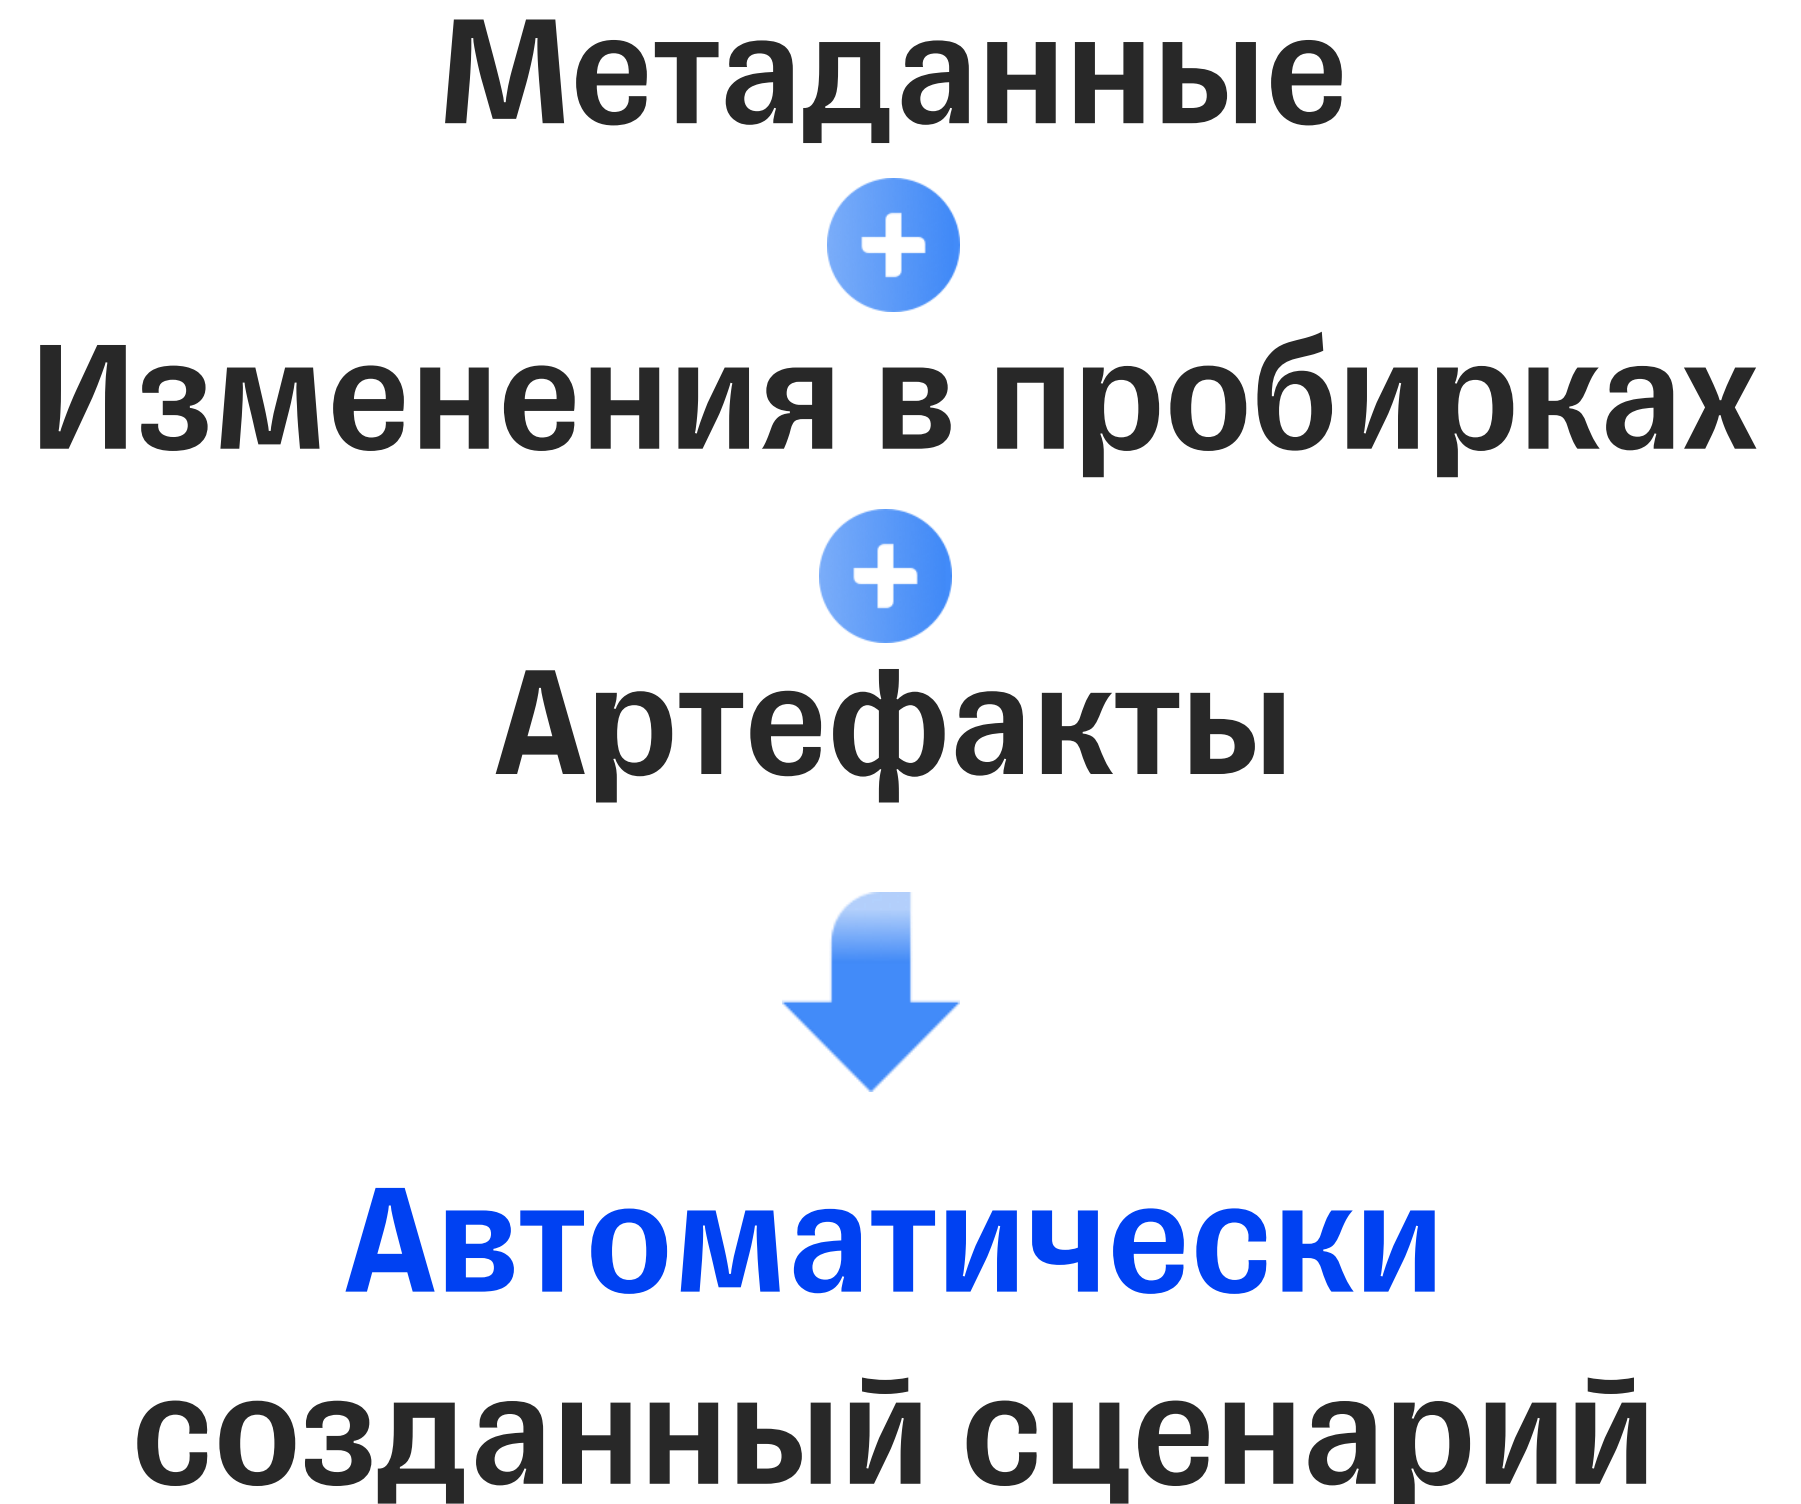 Метаданные
+
Изменения в пробирках
+
Артефакты
Автоматически
созданный сценарий